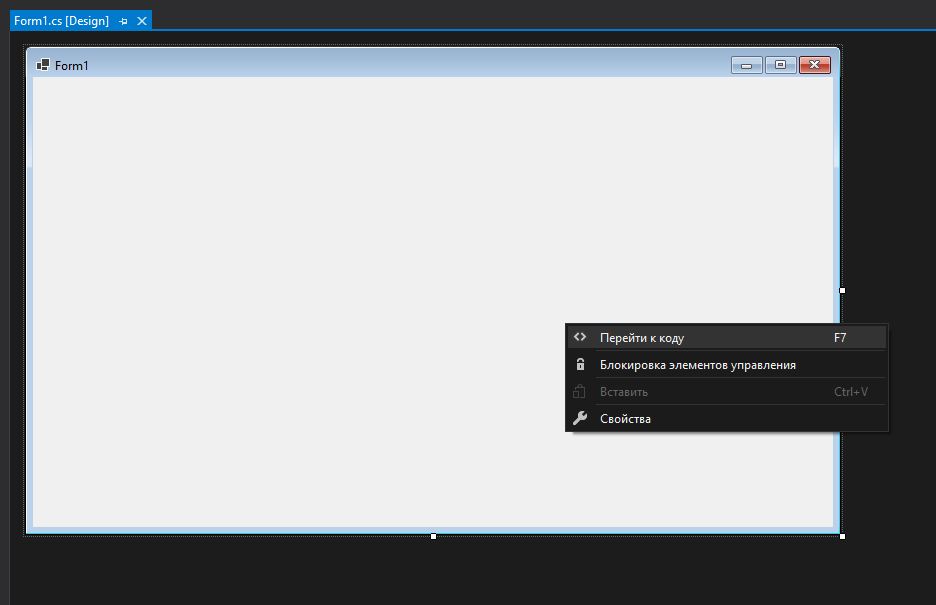 Form1.cs [Design]
Form1
Перейти к коду F7
Блокировка элементов управления
Вставить Ctrl+V
Свойства